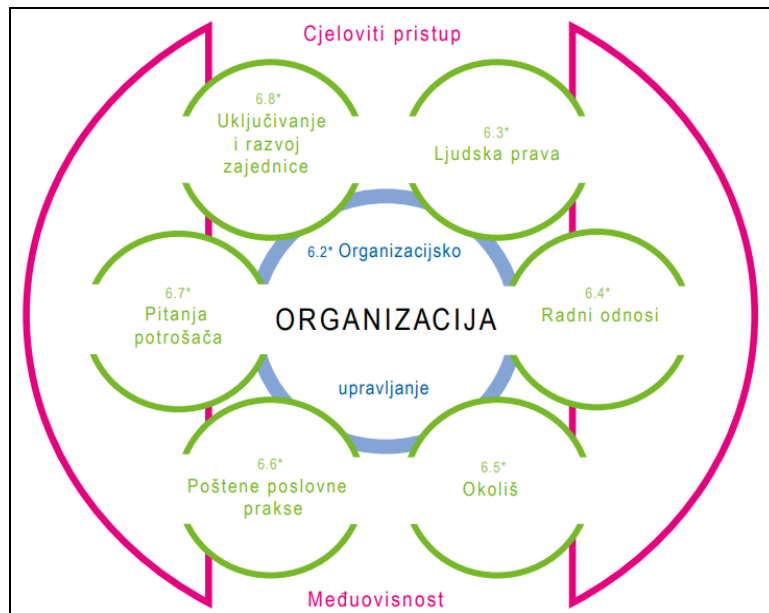 Cjeloviti pristup
6.8*
Uključivanje
i razvoj
zajednice
6.3*
Ljudska prava
6.2* Organizacijsko
6.7*
Pitanja
potrošača
ORGANIZACIJA
6.4*
Radni odnosi
upravljanje
6.6*
Poštene poslovne
prakse
6.5*
Okoliš
Međuovisnost